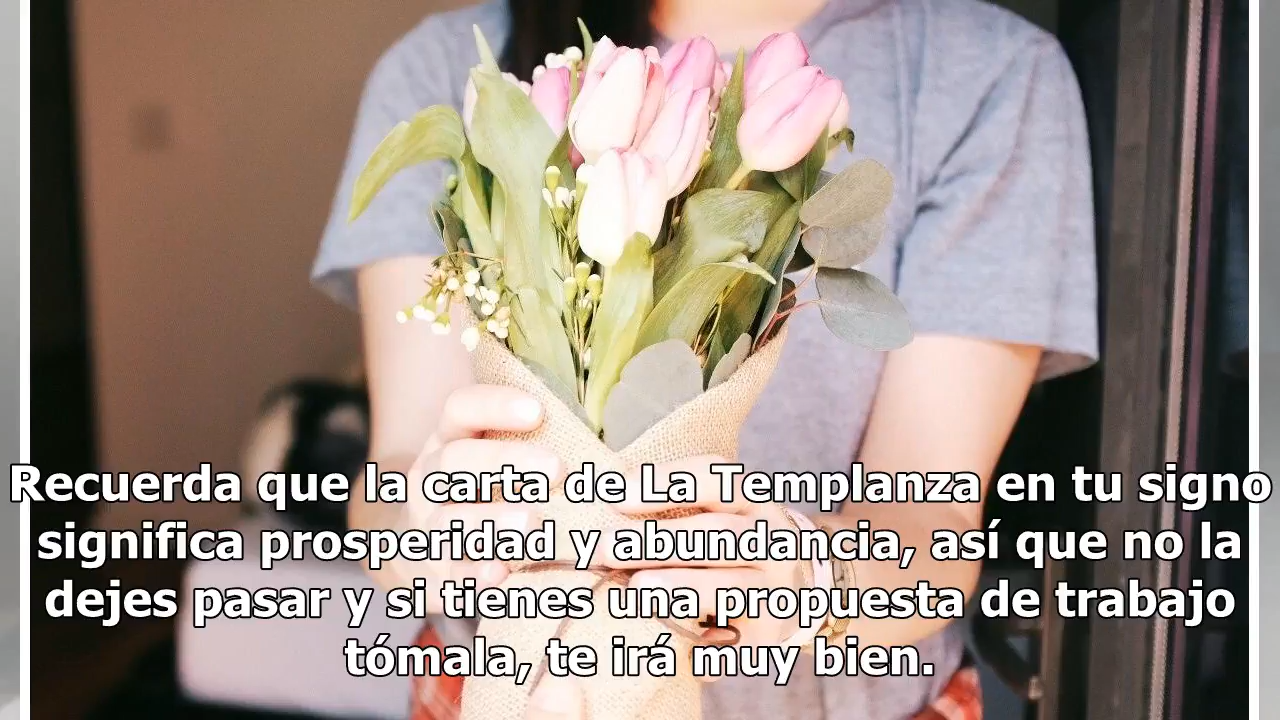 Recuerda que la carta de La Templanza en tu signo
significa prosperidad y abundancia, así que no la
dejes pasar y si tienes una propuesta de trabajo
tómala, te irá muy bien.